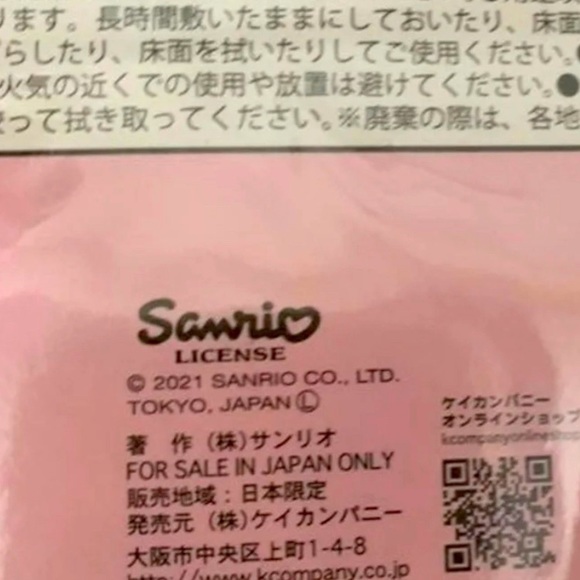 ります。長時間敷いたままにしておいたり、床面
らしたり、床面を拭いたりしてご使用ください。
火気の近くでの使用や放置は避けてください。●
って拭き取ってください。※廃棄の際は、各地
Sanrio
LICENSE
© 2021 SANRIO CO., LTD.
TOKYO, JAPAN Ⓛ
著 作 (株)サンリオ
FOR SALE IN JAPAN ONLY
販売地域:日本限定
発売元 (株)ケイカンパニー
大阪市中央区上町1-4-8
http://www.kcompany.co.jp
ケイカンパニー
オンラインショップ
kcompanyonlineshop